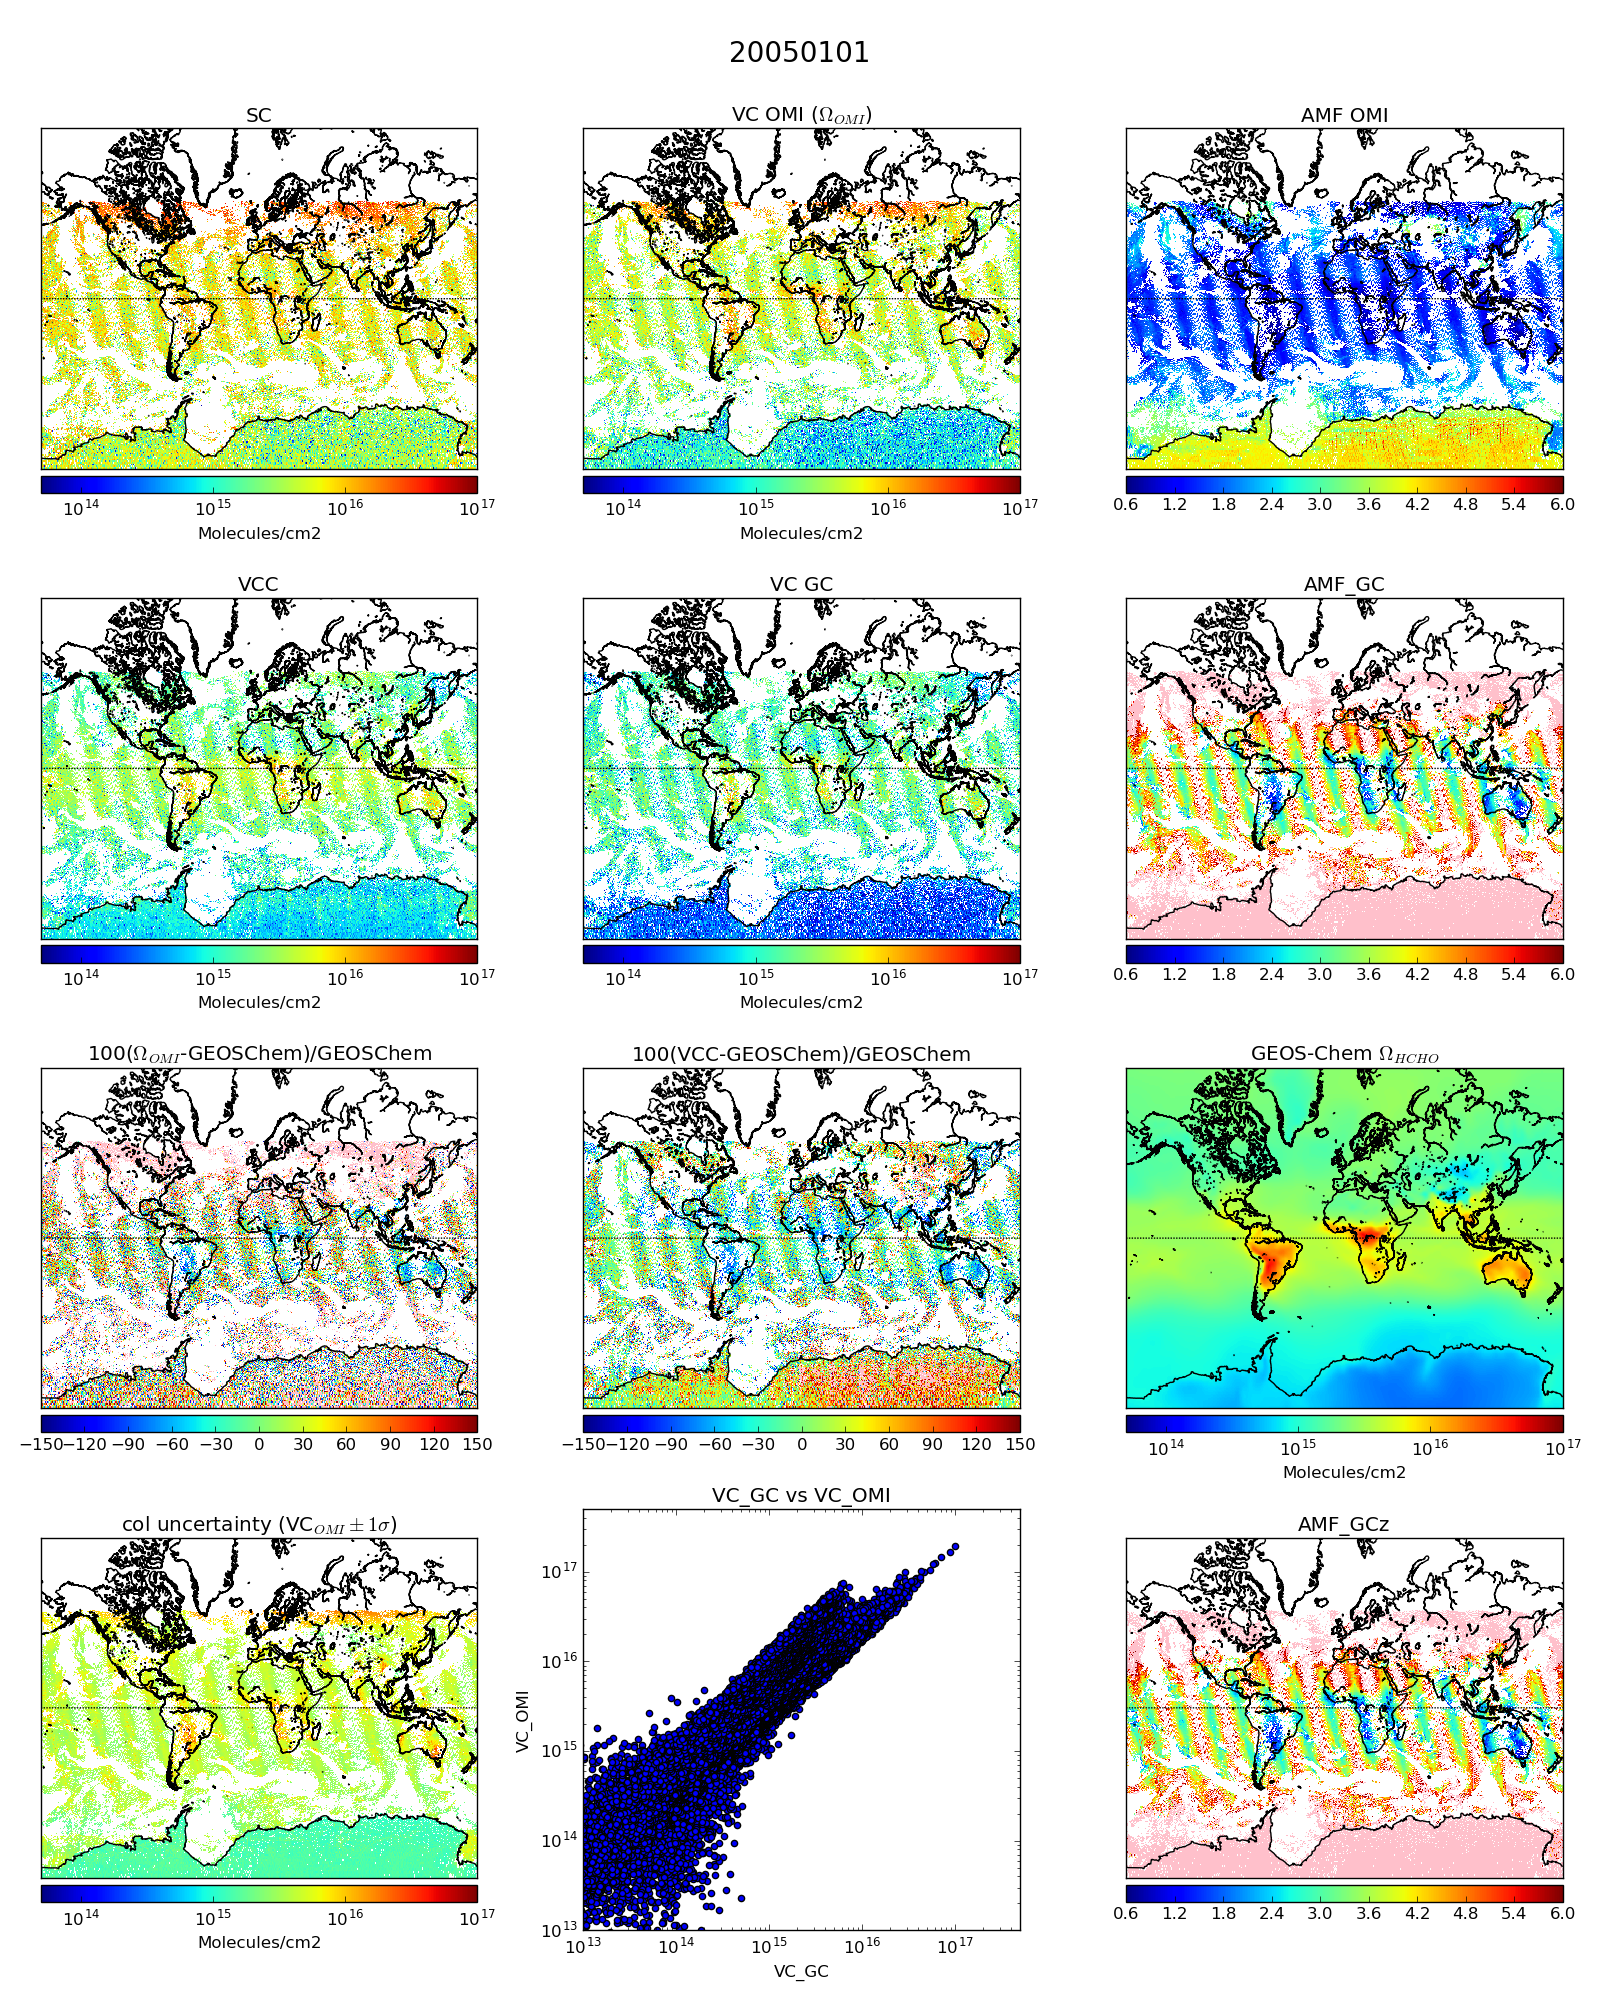 20050101
SC
VC OMI (Ω_OMI)
AMF OMI
10^14 10^15 10^16 10^17
Molecules/cm2
10^14 10^15 10^16 10^17
Molecules/cm2
0.6 1.2 1.8 2.4 3.0 3.6 4.2 4.8 5.4 6.0
VCC
VC GC
AMF_GC
10^14 10^15 10^16 10^17
Molecules/cm2
10^14 10^15 10^16 10^17
Molecules/cm2
0.6 1.2 1.8 2.4 3.0 3.6 4.2 4.8 5.4 6.0
100(Ω_OMI-GEOSChem)/GEOSChem
100(VCC-GEOSChem)/GEOSChem
GEOS-Chem Ω_HCHO
−150 −120 −90 −60 −30 0 30 60 90 120 150
−150 −120 −90 −60 −30 0 30 60 90 120 150
10^14 10^15 10^16 10^17
Molecules/cm2
col uncertainty (VC_OMI ± 1σ)
VC_GC vs VC_OMI
AMF_GCz
10^14 10^15 10^16 10^17
Molecules/cm2
VC_OMI
10^17
10^16
10^15
10^14
10^13
10^13 10^14 10^15 10^16 10^17
VC_GC
0.6 1.2 1.8 2.4 3.0 3.6 4.2 4.8 5.4 6.0